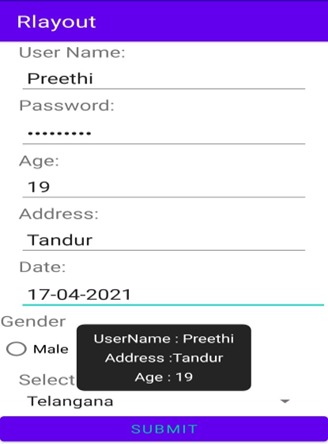 Rlayout
User Name:
Preethi
Password:
•••••••••
Age:
19
Address:
Tandur
Date:
17-04-2021
Gender
Male
UserName : Preethi
Address :Tandur
Age : 19
Select
Telangana
SUBMIT